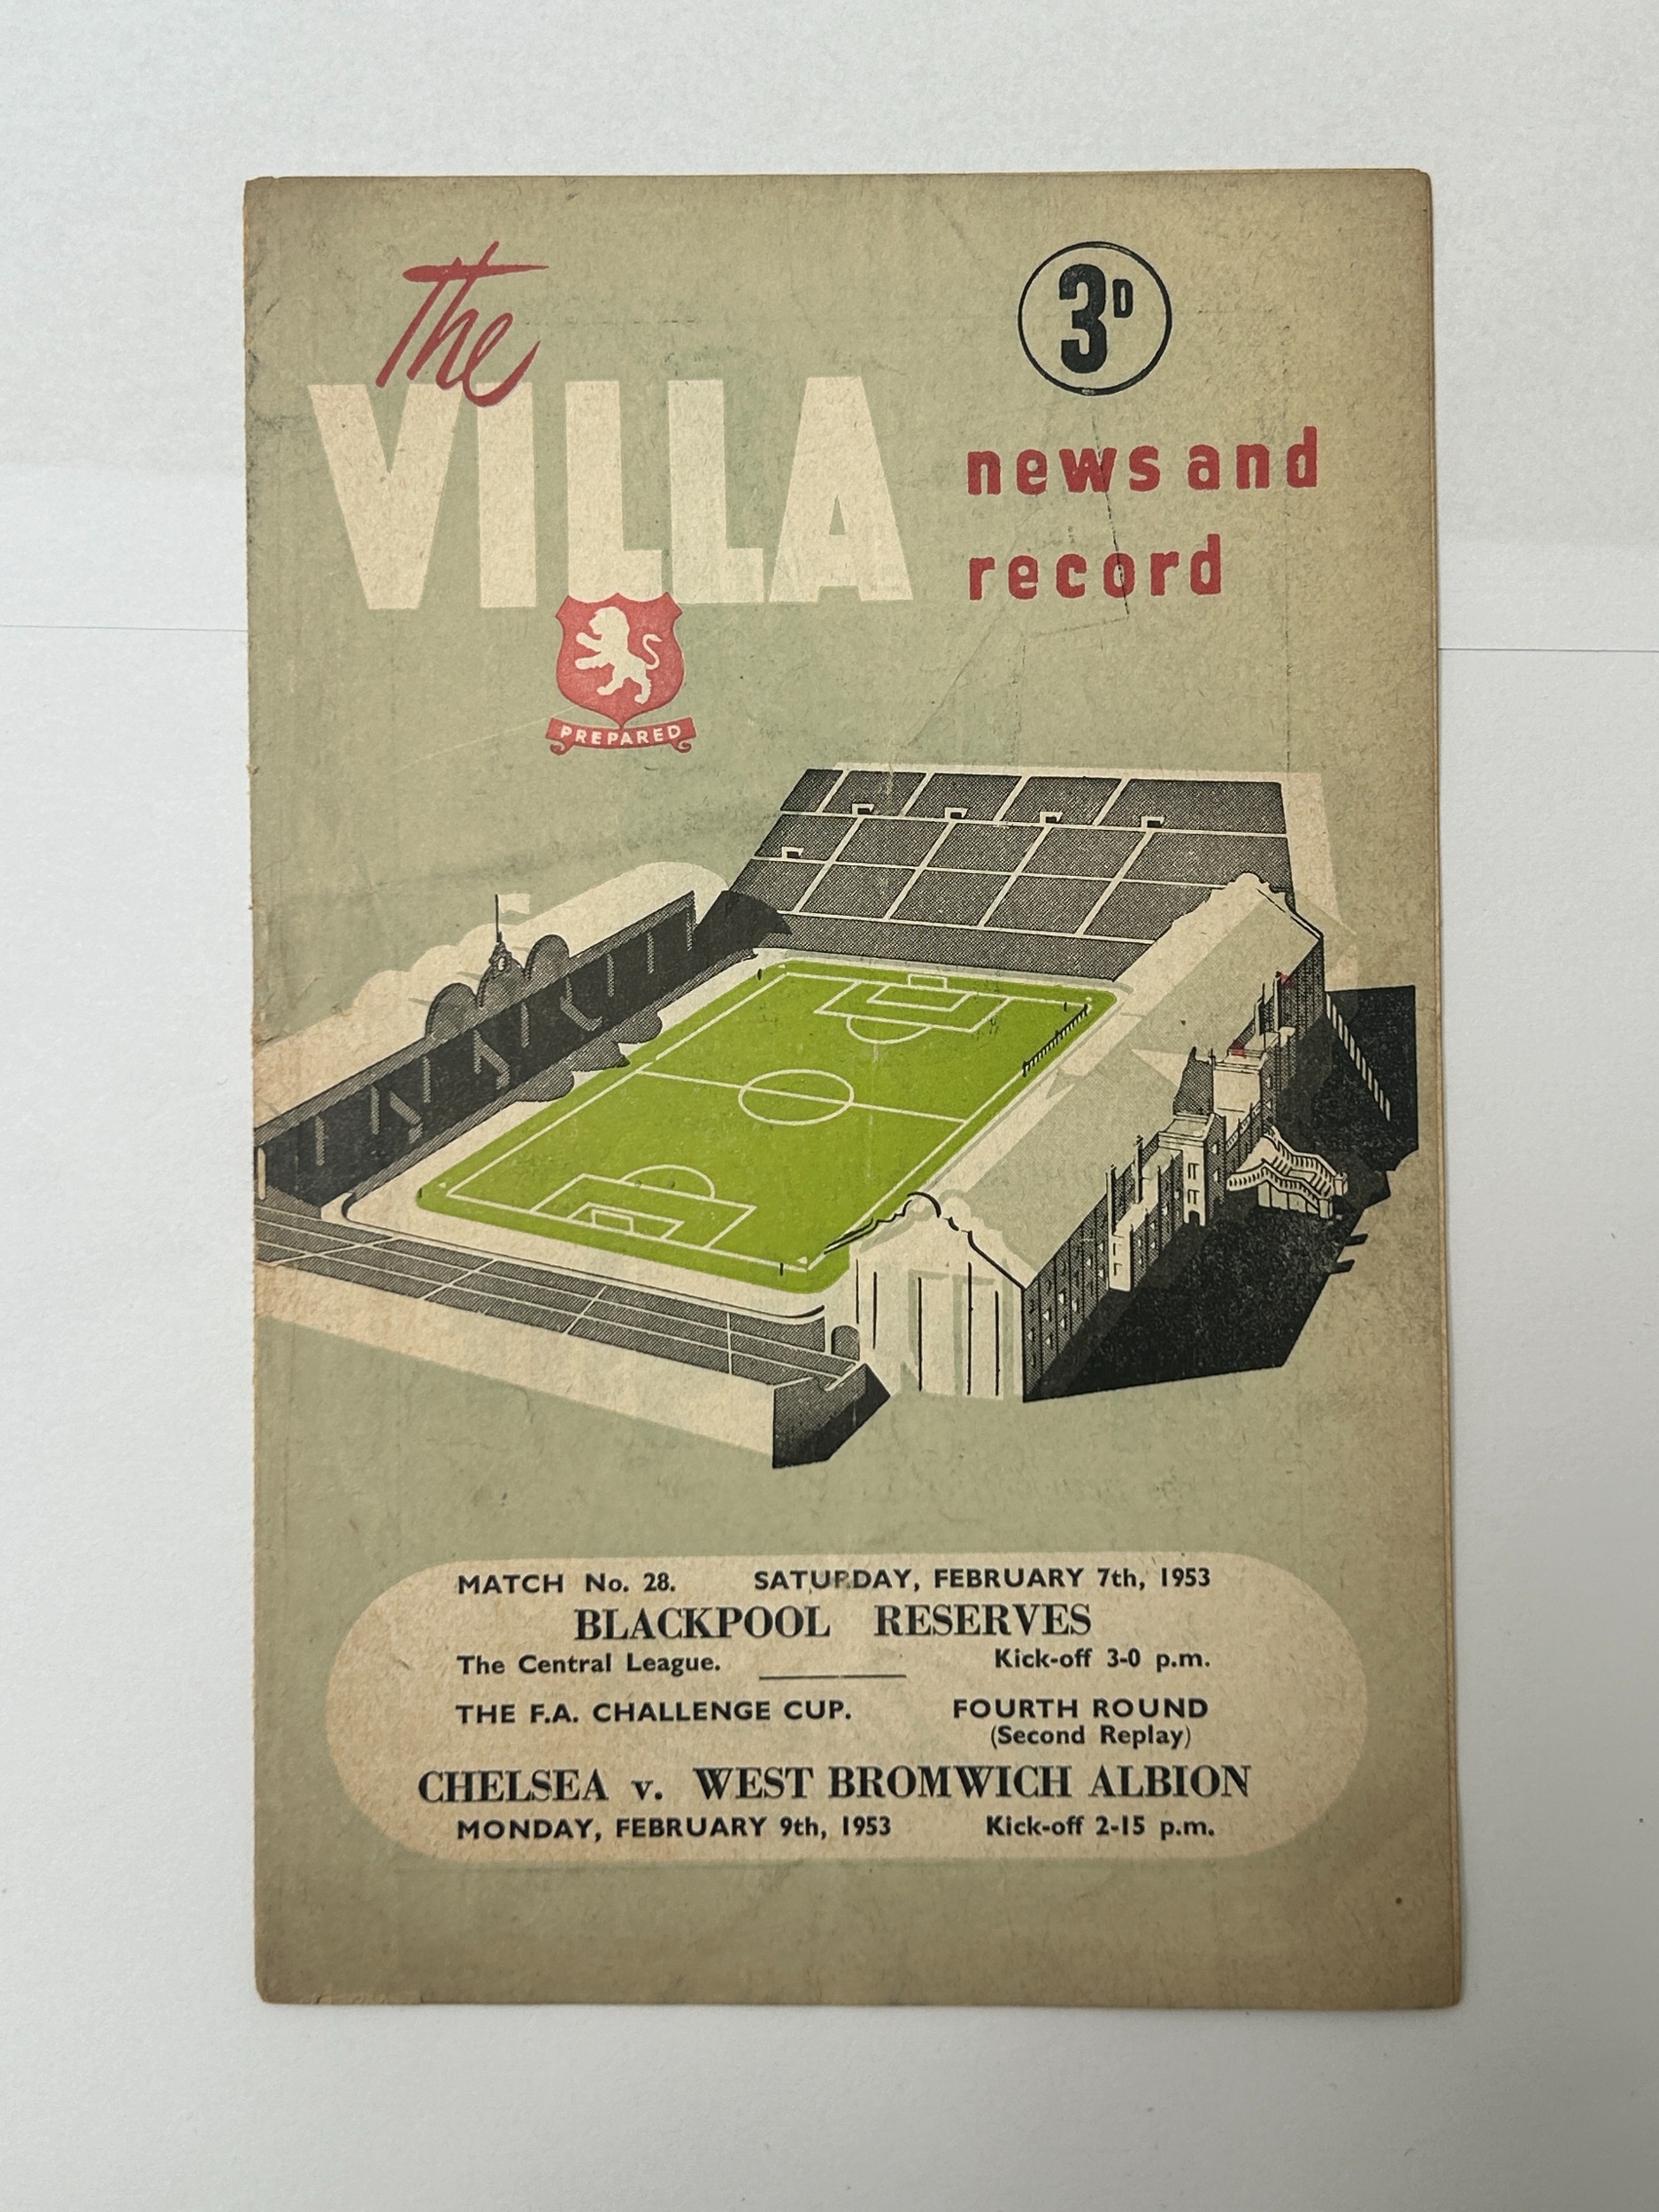 The
VILLA
3D
news and
record
PREPARED
MATCH No. 28. SATURDAY, FEBRUARY 7th, 1953
BLACKPOOL RESERVES
The Central League. Kick-off 3-0 p.m.
THE F.A. CHALLENGE CUP. FOURTH ROUND
(Second Replay)
CHELSEA v. WEST BROMWICH ALBION
MONDAY, FEBRUARY 9th, 1953 Kick-off 2-15 p.m.